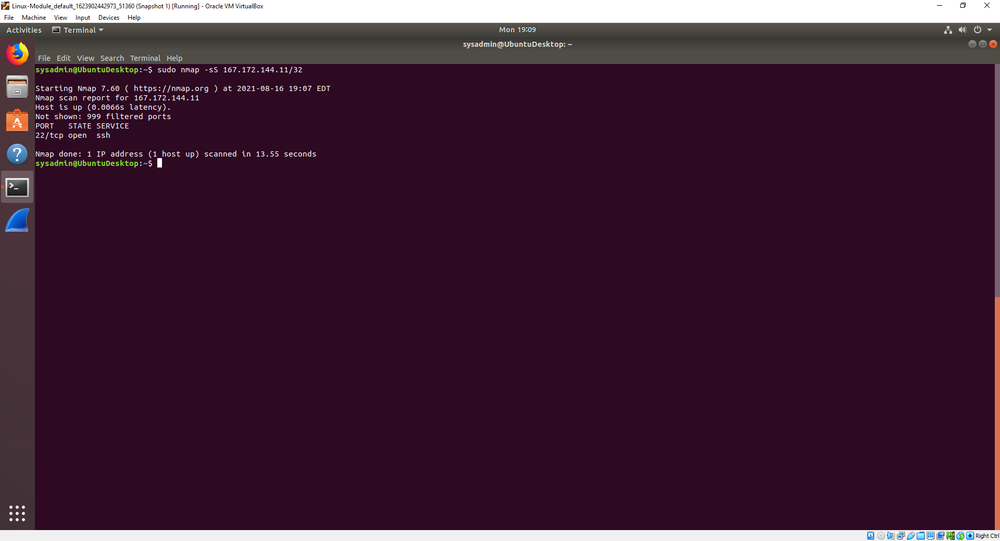 Linux-Module_default_1623902442973_51360 (Snapshot 1) [Running] - Oracle VM VirtualBox
File Machine View Input Devices Help
Activities Terminal Mon 19:09
sysadmin@UbuntuDesktop: ~
File Edit View Search Terminal Help
sysadmin@UbuntuDesktop:~$ sudo nmap -sS 167.172.144.11/32
Starting Nmap 7.60 ( https://nmap.org ) at 2021-08-16 19:07 EDT
Nmap scan report for 167.172.144.11
Host is up (0.0066s latency).
Not shown: 999 filtered ports
PORT   STATE SERVICE
22/tcp open  ssh
Nmap done: 1 IP address (1 host up) scanned in 13.55 seconds
sysadmin@UbuntuDesktop:~$
Right Ctrl